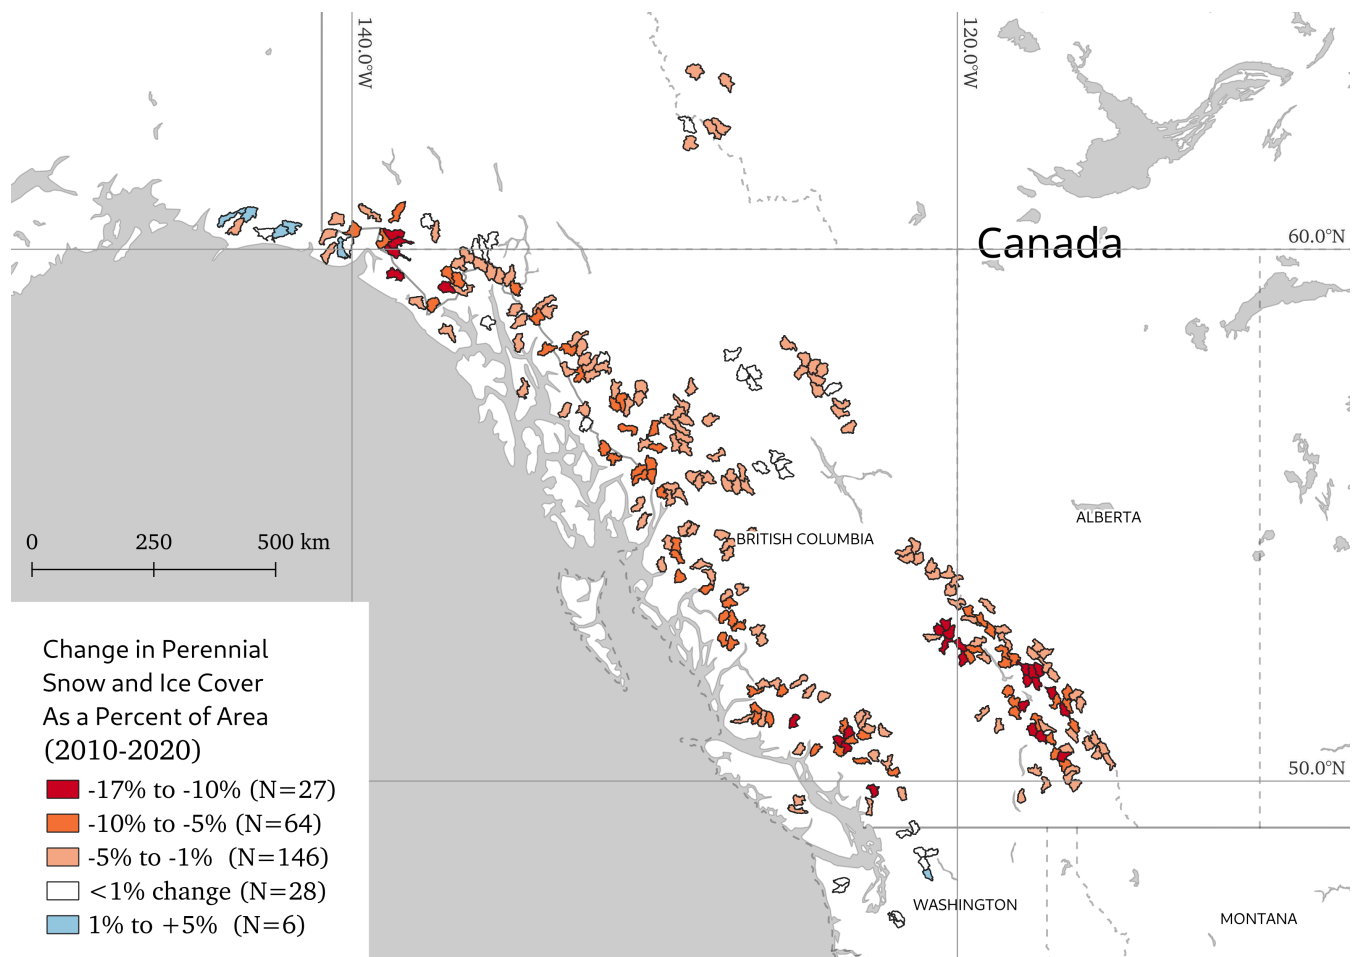 140.0°W
120.0°W
Canada
60.0°N
ALBERTA
BRITISH COLUMBIA
0 250 500 km
Change in Perennial
Snow and Ice Cover
As a Percent of Area
(2010-2020)
-17% to -10% (N=27)
-10% to -5% (N=64)
-5% to -1% (N=146)
<1% change (N=28)
1% to +5% (N=6)
50.0°N
WASHINGTON
MONTANA